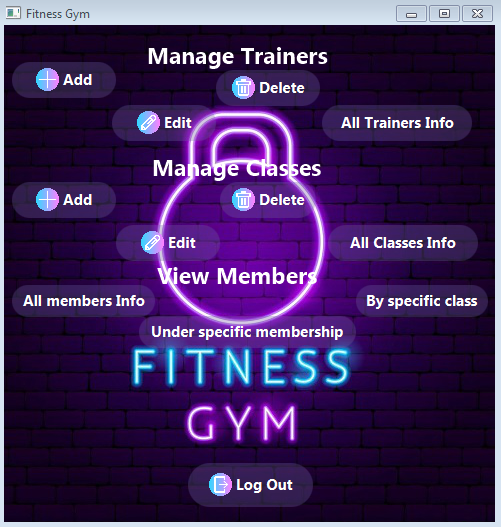 Fitness Gym
Manage Trainers
Add
Delete
Edit
All Trainers Info
Manage Classes
Add
Delete
Edit
All Classes Info
View Members
All members Info
By specific class
Under specific membership
FITNESS
GYM
Log Out